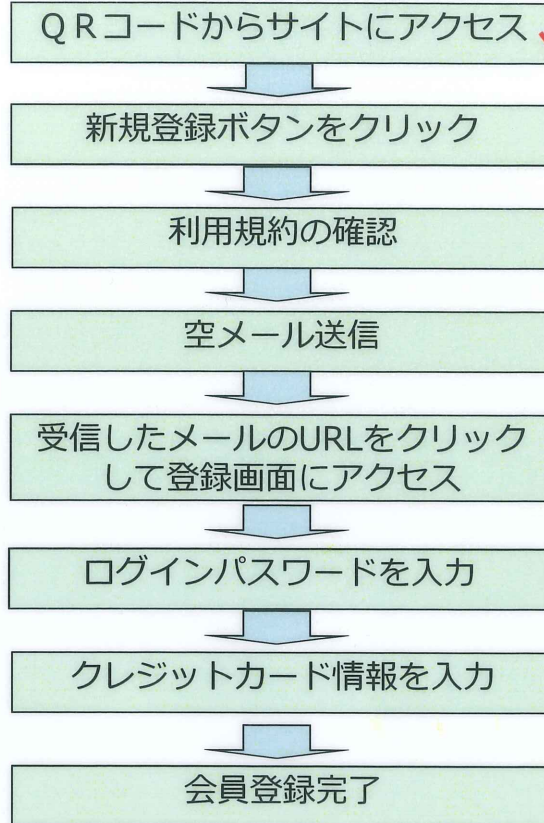 ＱＲコードからサイトにアクセス
新規登録ボタンをクリック
利用規約の確認
空メール送信
受信したメールのURLをクリック
して登録画面にアクセス
ログインパスワードを入力
クレジットカード情報を入力
会員登録完了